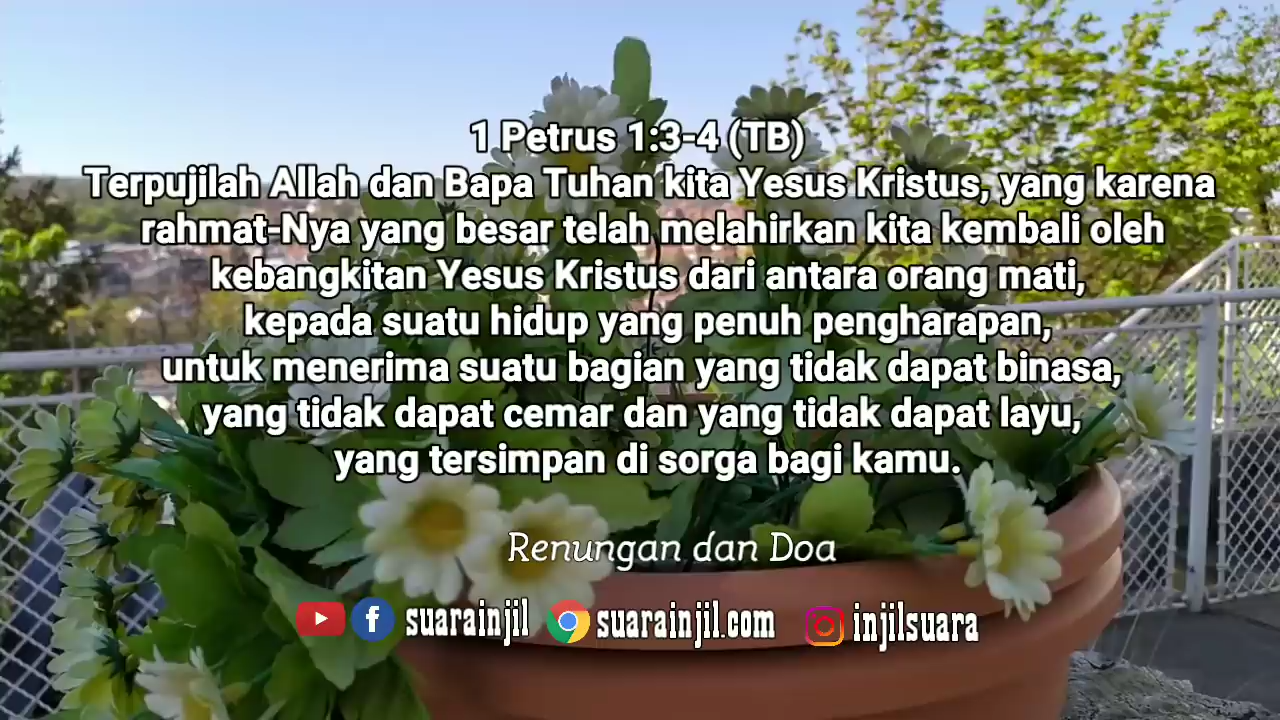 1 Petrus 1:3-4 (TB)
Terpujilah Allah dan Bapa Tuhan kita Yesus Kristus, yang karena
rahmat-Nya yang besar telah melahirkan kita kembali oleh
kebangkitan Yesus Kristus dari antara orang mati,
kepada suatu hidup yang penuh pengharapan,
untuk menerima suatu bagian yang tidak dapat binasa,
yang tidak dapat cemar dan yang tidak dapat layu,
yang tersimpan di sorga bagi kamu.
Renungan dan Doa
suarainjil suarainjil.com injilsuara